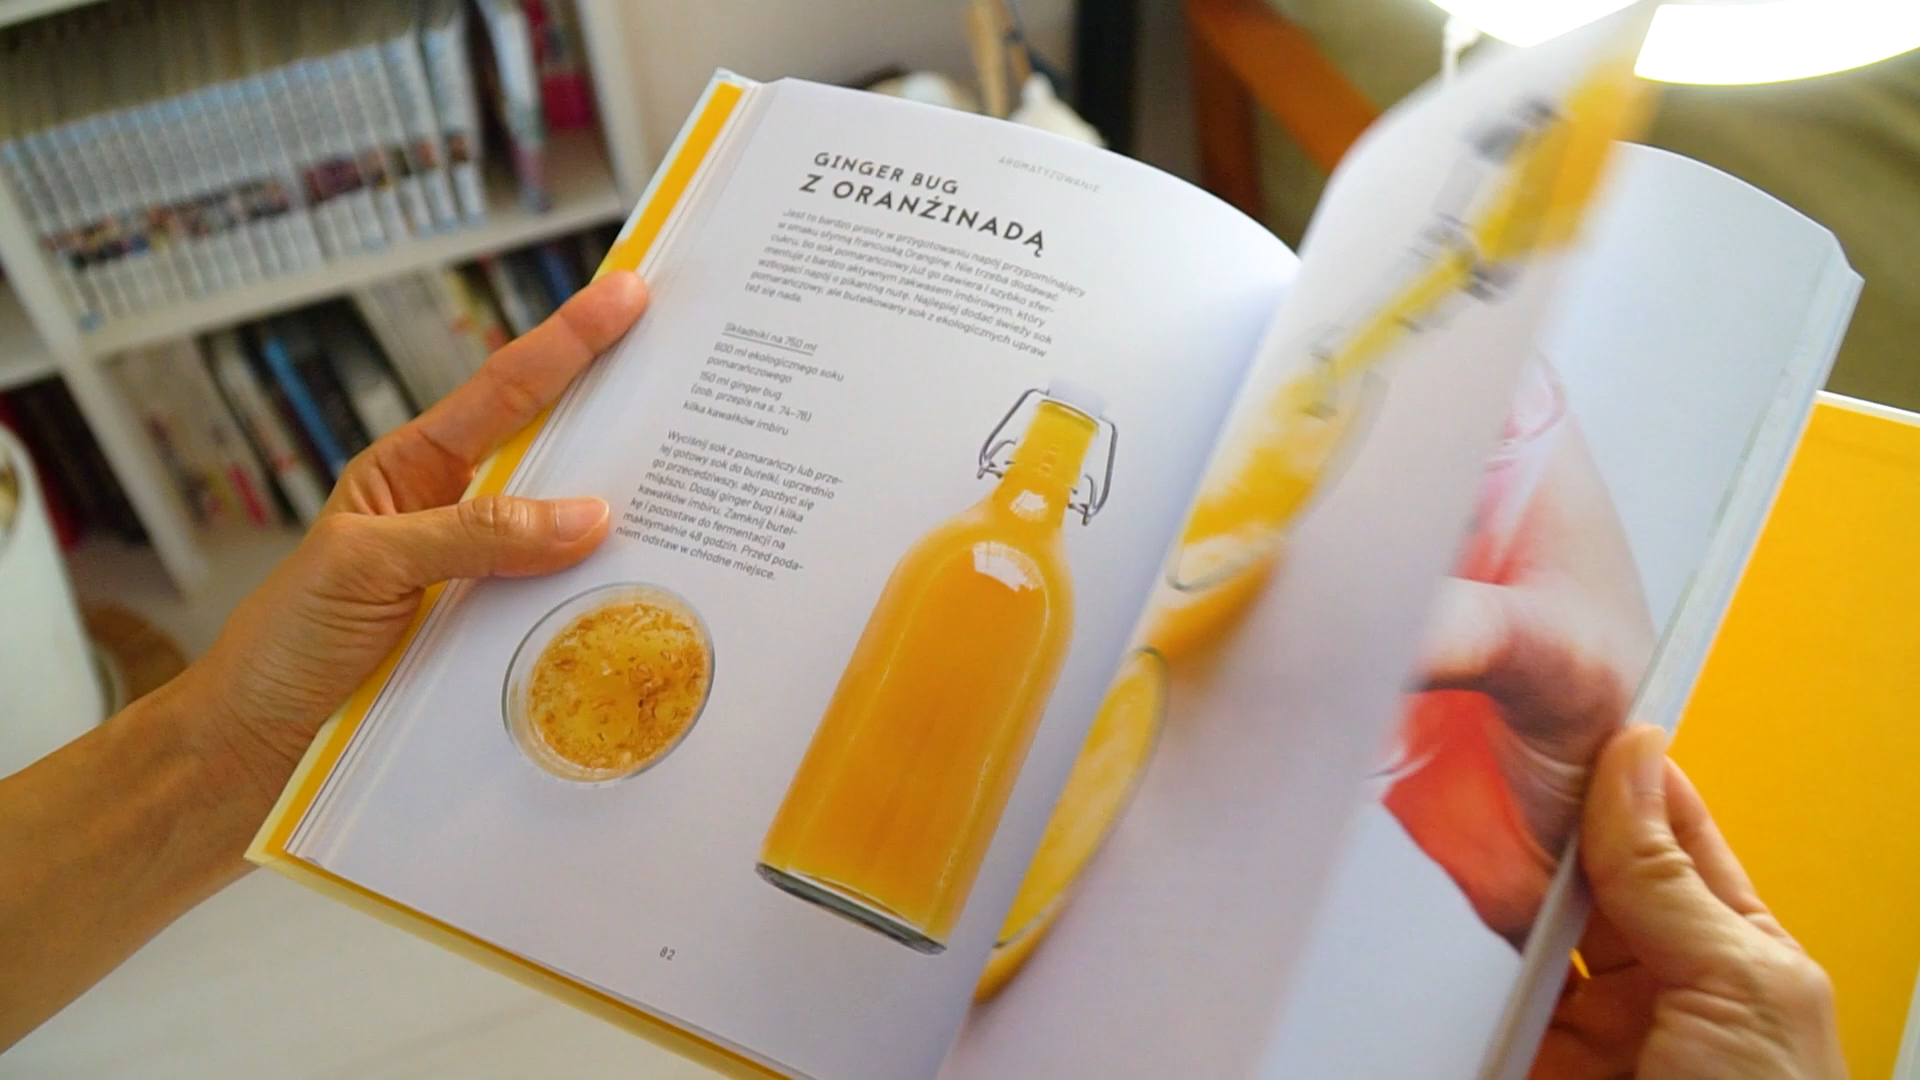 AROMATYZOWANIE
GINGER BUG
Z ORANŻINADĄ
Jest to bardzo prosty w przygotowaniu napój przypominający
w smaku słynną francuską Oranginę. Nie trzeba dodawać
cukru, bo sok pomarańczowy już go zawiera i szybko sfer-
mentuje z bardzo aktywnym zakwasem imbirowym, który
wzbogaci napój o pikantną nutę. Najlepiej dodać świeży sok
pomarańczowy, ale butelkowany sok z ekologicznych upraw
też się nada.
Składniki na 750 ml
600 ml ekologicznego soku
pomarańczowego
150 ml ginger bug
(zob. przepis na s. 74–76)
kilka kawałków imbiru
Wyciśnij sok z pomarańczy lub prze-
lej gotowy sok do butelki, uprzednio
go przecedziwszy, aby pozbyć się
miąższu. Dodaj ginger bug i kilka
kawałków imbiru. Zamknij butel-
kę i pozostaw do fermentacji na
maksymalnie 48 godzin. Przed poda-
niem odstaw w chłodne miejsce.
82